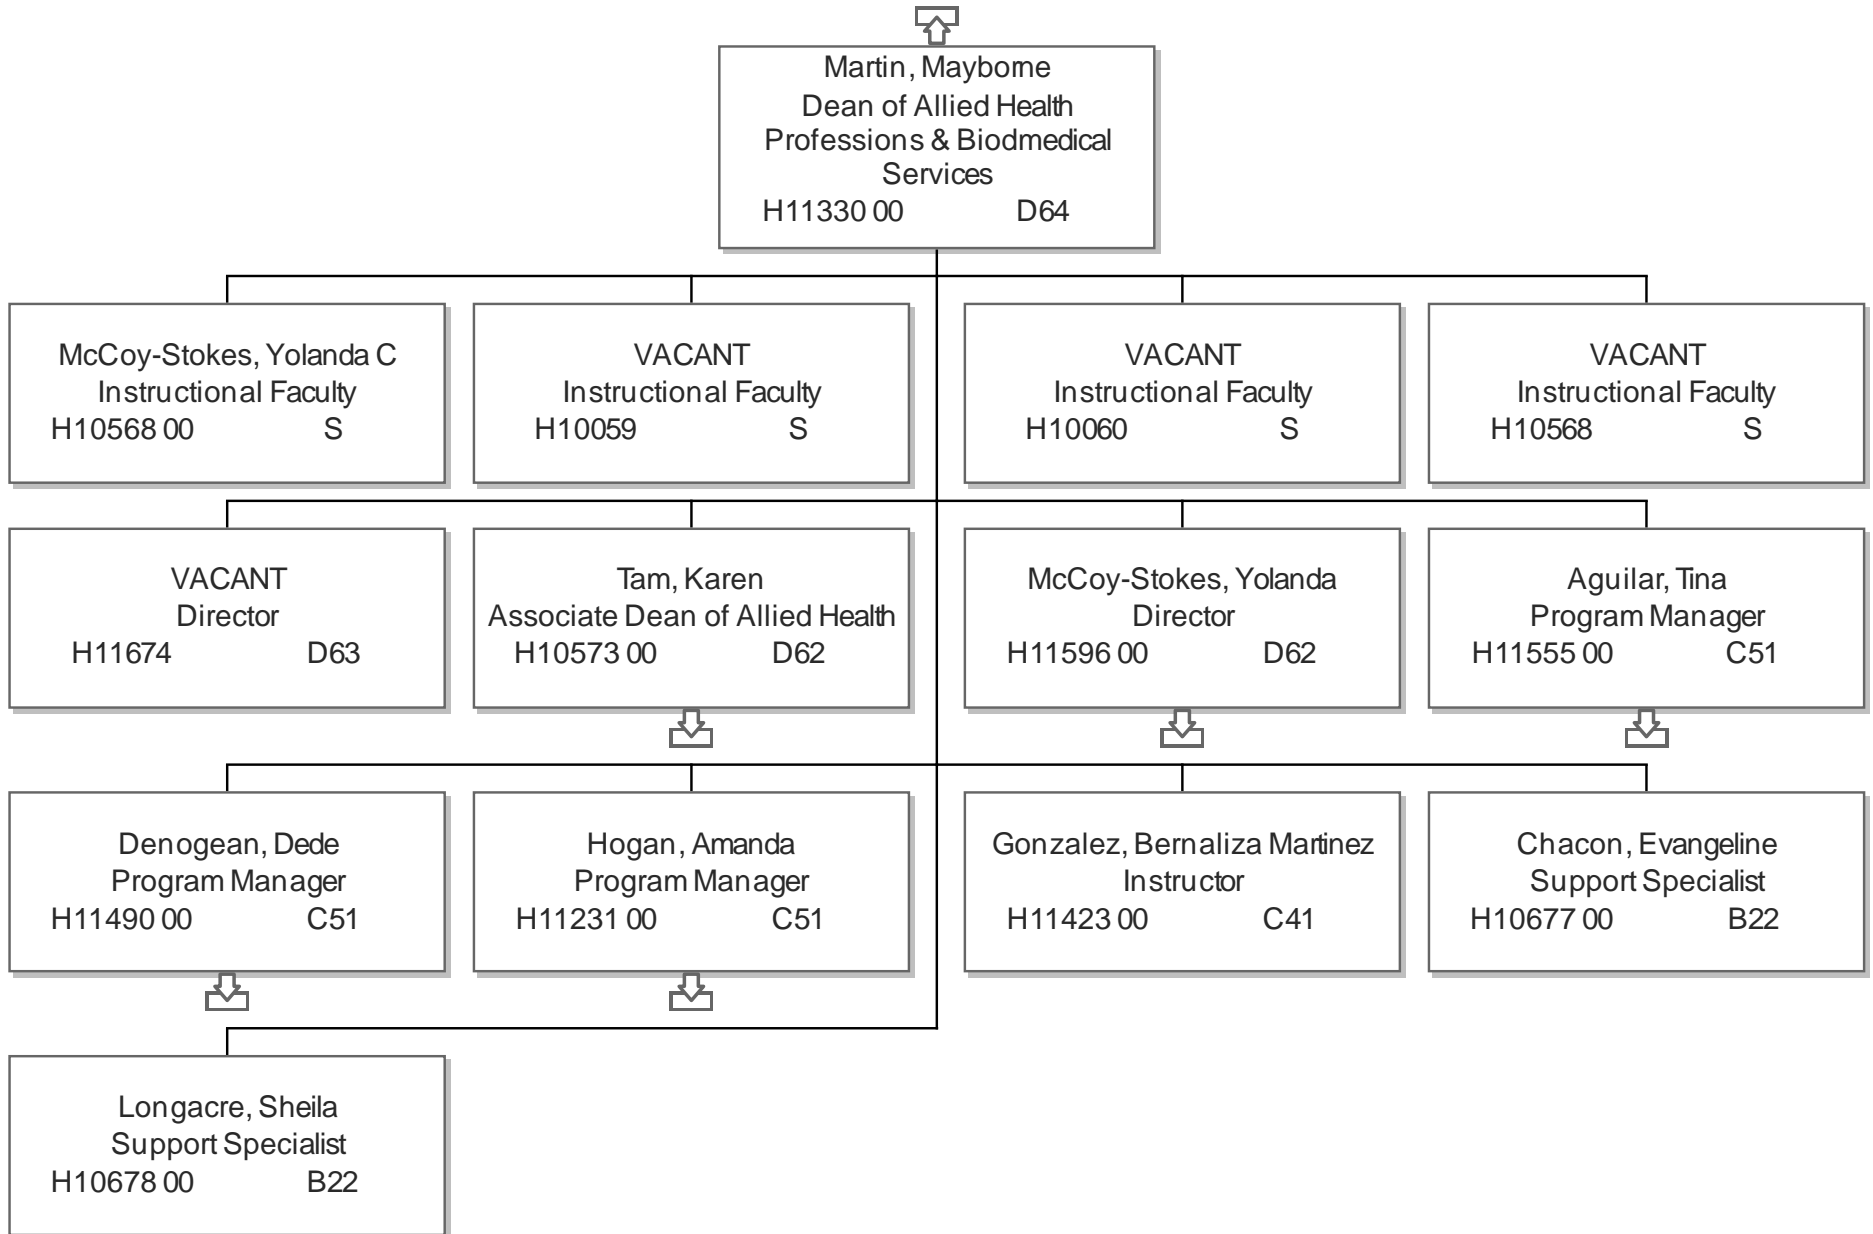 Martin, Mayborne
Dean of Allied Health
Professions & Biodmedical
Services
H11330 00 D64
McCoy-Stokes, Yolanda C
Instructional Faculty
H10568 00 S
VACANT
Instructional Faculty
H10059 S
VACANT
Instructional Faculty
H10060 S
VACANT
Instructional Faculty
H10568 S
VACANT
Director
H11674 D63
Tam, Karen
Associate Dean of Allied Health
H10573 00 D62
McCoy-Stokes, Yolanda
Director
H11596 00 D62
Aguilar, Tina
Program Manager
H11555 00 C51
Denogean, Dede
Program Manager
H11490 00 C51
Hogan, Amanda
Program Manager
H11231 00 C51
Gonzalez, Bernaliza Martinez
Instructor
H11423 00 C41
Chacon, Evangeline
Support Specialist
H10677 00 B22
Longacre, Sheila
Support Specialist
H10678 00 B22